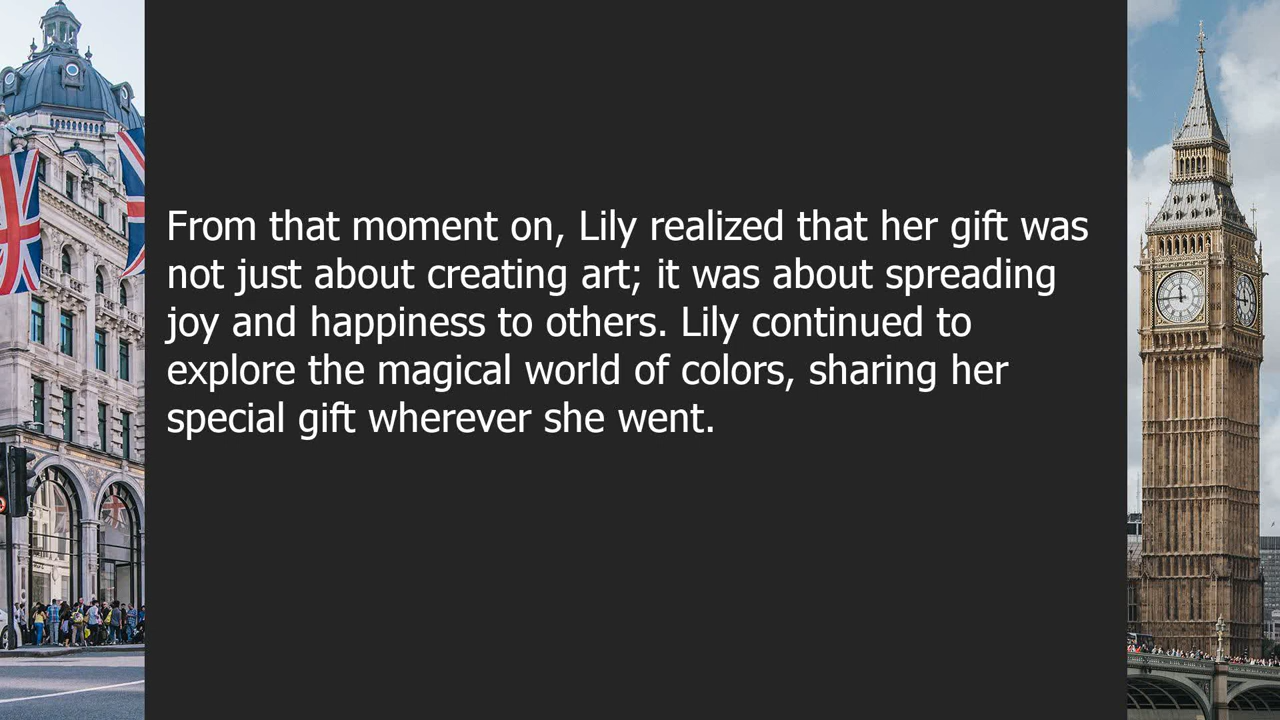 From that moment on, Lily realized that her gift was
not just about creating art; it was about spreading
joy and happiness to others. Lily continued to
explore the magical world of colors, sharing her
special gift wherever she went.